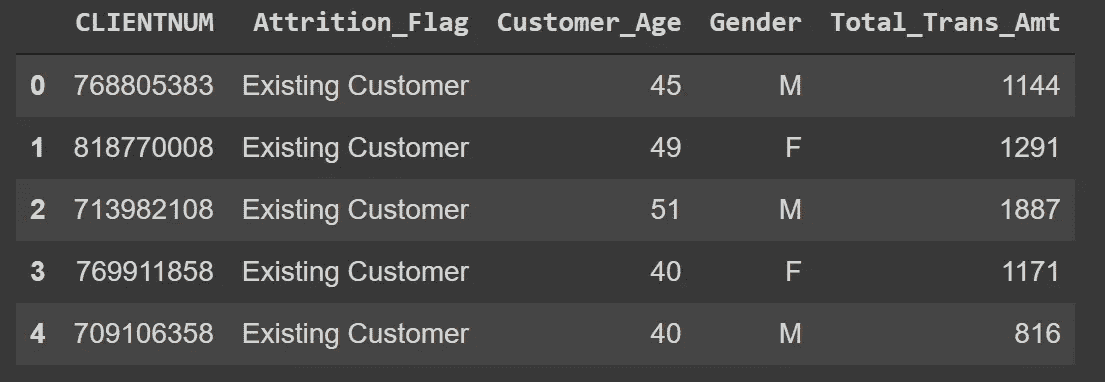 CLIENTNUM Attrition_Flag Customer_Age Gender Total_Trans_Amt
0 768805383 Existing Customer 45 M 1144
1 818770008 Existing Customer 49 F 1291
2 713982108 Existing Customer 51 M 1887
3 769911858 Existing Customer 40 F 1171
4 709106358 Existing Customer 40 M 816